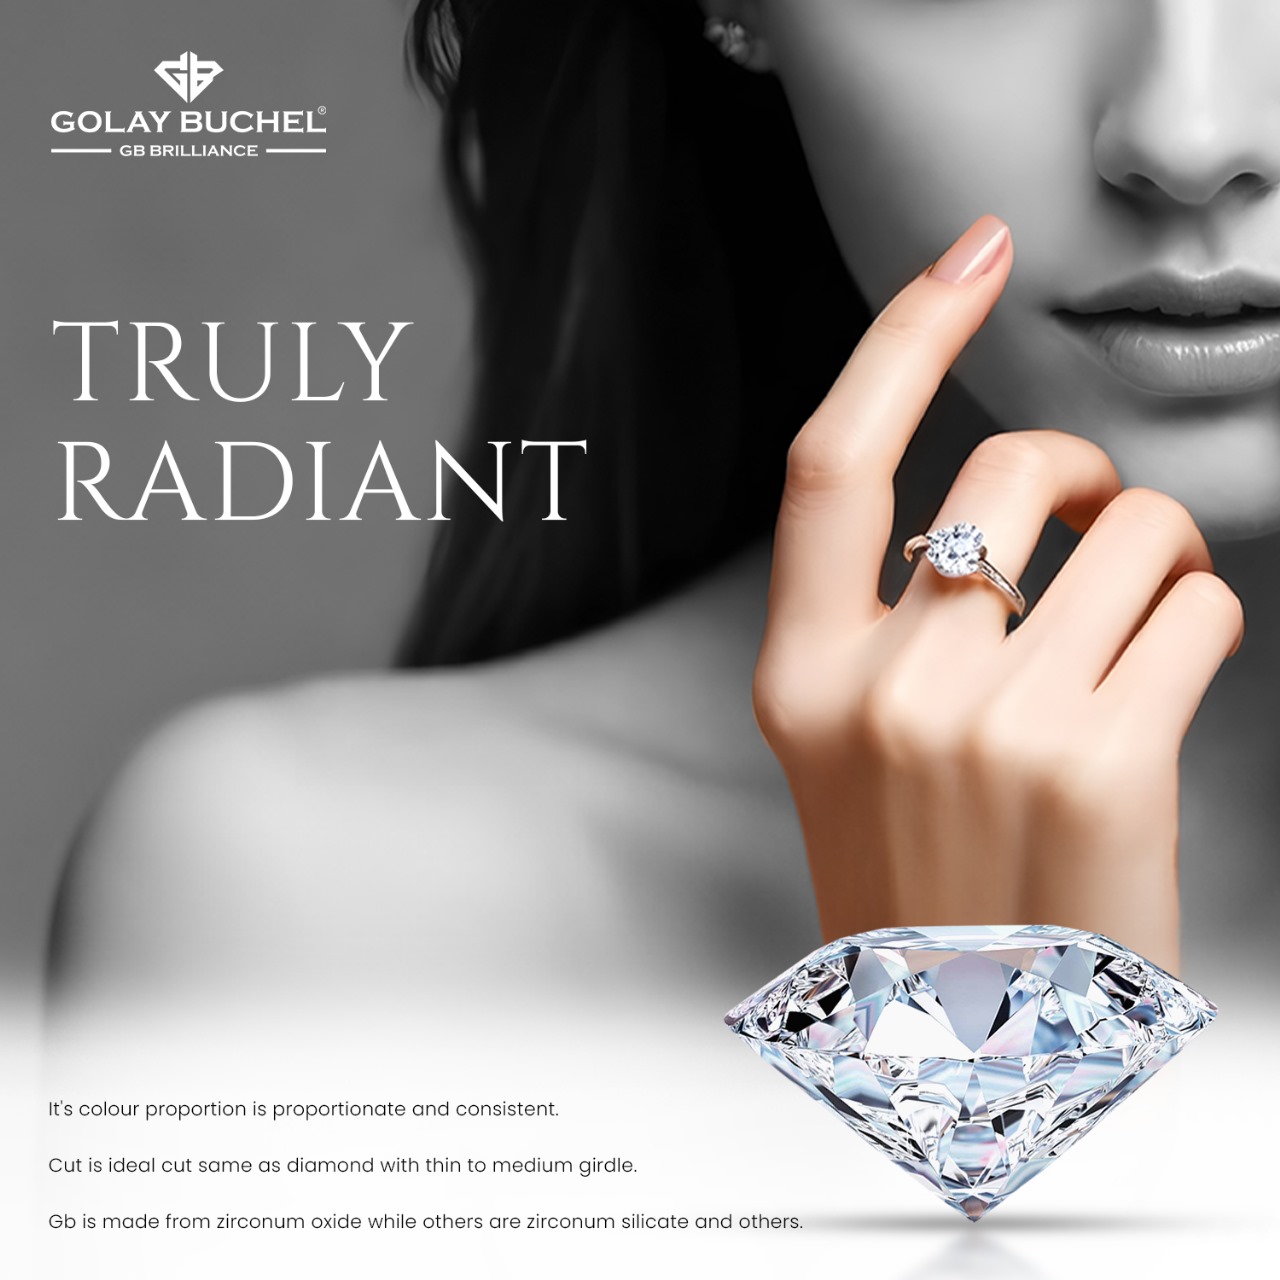 GB
GOLAY BUCHEL®
GB BRILLIANCE
TRULY
RADIANT
It's colour proportion is proportionate and consistent.
Cut is ideal cut same as diamond with thin to medium girdle.
Gb is made from zirconum oxide while others are zirconum silicate and others.